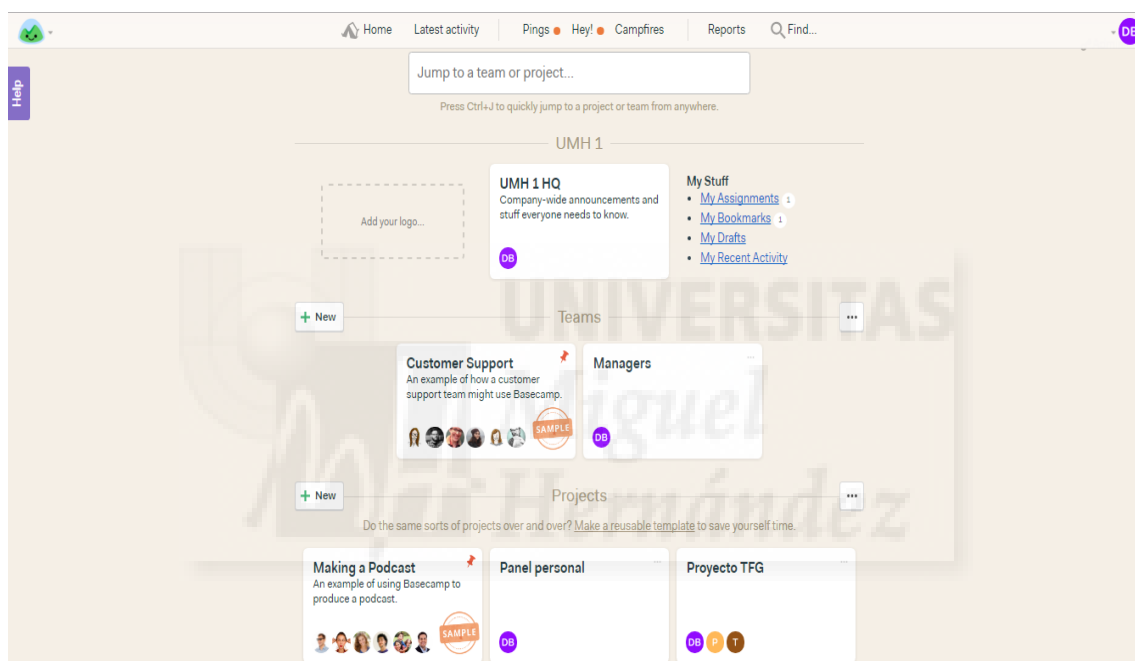 Home Latest activity Pings Hey! Campfires Reports Find...
DB
Help
Jump to a team or project...
Press Ctrl+J to quickly jump to a project or team from anywhere.
UMH 1
Add your logo...
UMH 1 HQ
Company-wide announcements and
stuff everyone needs to know.
DB
My Stuff
My Assignments 1
My Bookmarks 1
My Drafts
My Recent Activity
UNIVERSITAS
Miguel
Hernández
+ New
Teams
Customer Support
An example of how a customer
support team might use Basecamp.
SAMPLE
Managers
DB
+ New
Projects
Do the same sorts of projects over and over? Make a reusable template to save yourself time.
Making a Podcast
An example of using Basecamp to
produce a podcast.
SAMPLE
Panel personal
DB
Proyecto TFG
DB P T